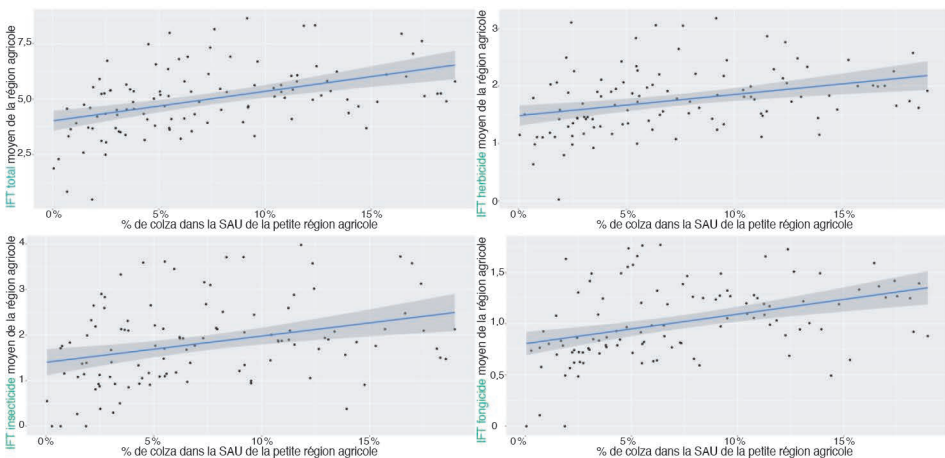 IFT total moyen de la région agricole
7,5
5,0
2,5
0% 5% 10% 15%
% de colza dans la SAU de la petite région agricole
IFT herbicide moyen de la région agricole
3
2
1
0
0% 5% 10% 15%
% de colza dans la SAU de la petite région agricole
IFT insecticide moyen de la région agricole
4
3
2
1
0
0% 5% 10% 15%
% de colza dans la SAU de la petite région agricole
IFT fongicide moyen de la région agricole
1,5
1,0
0,5
0
0% 5% 10% 15%
% de colza dans la SAU de la petite région agricole